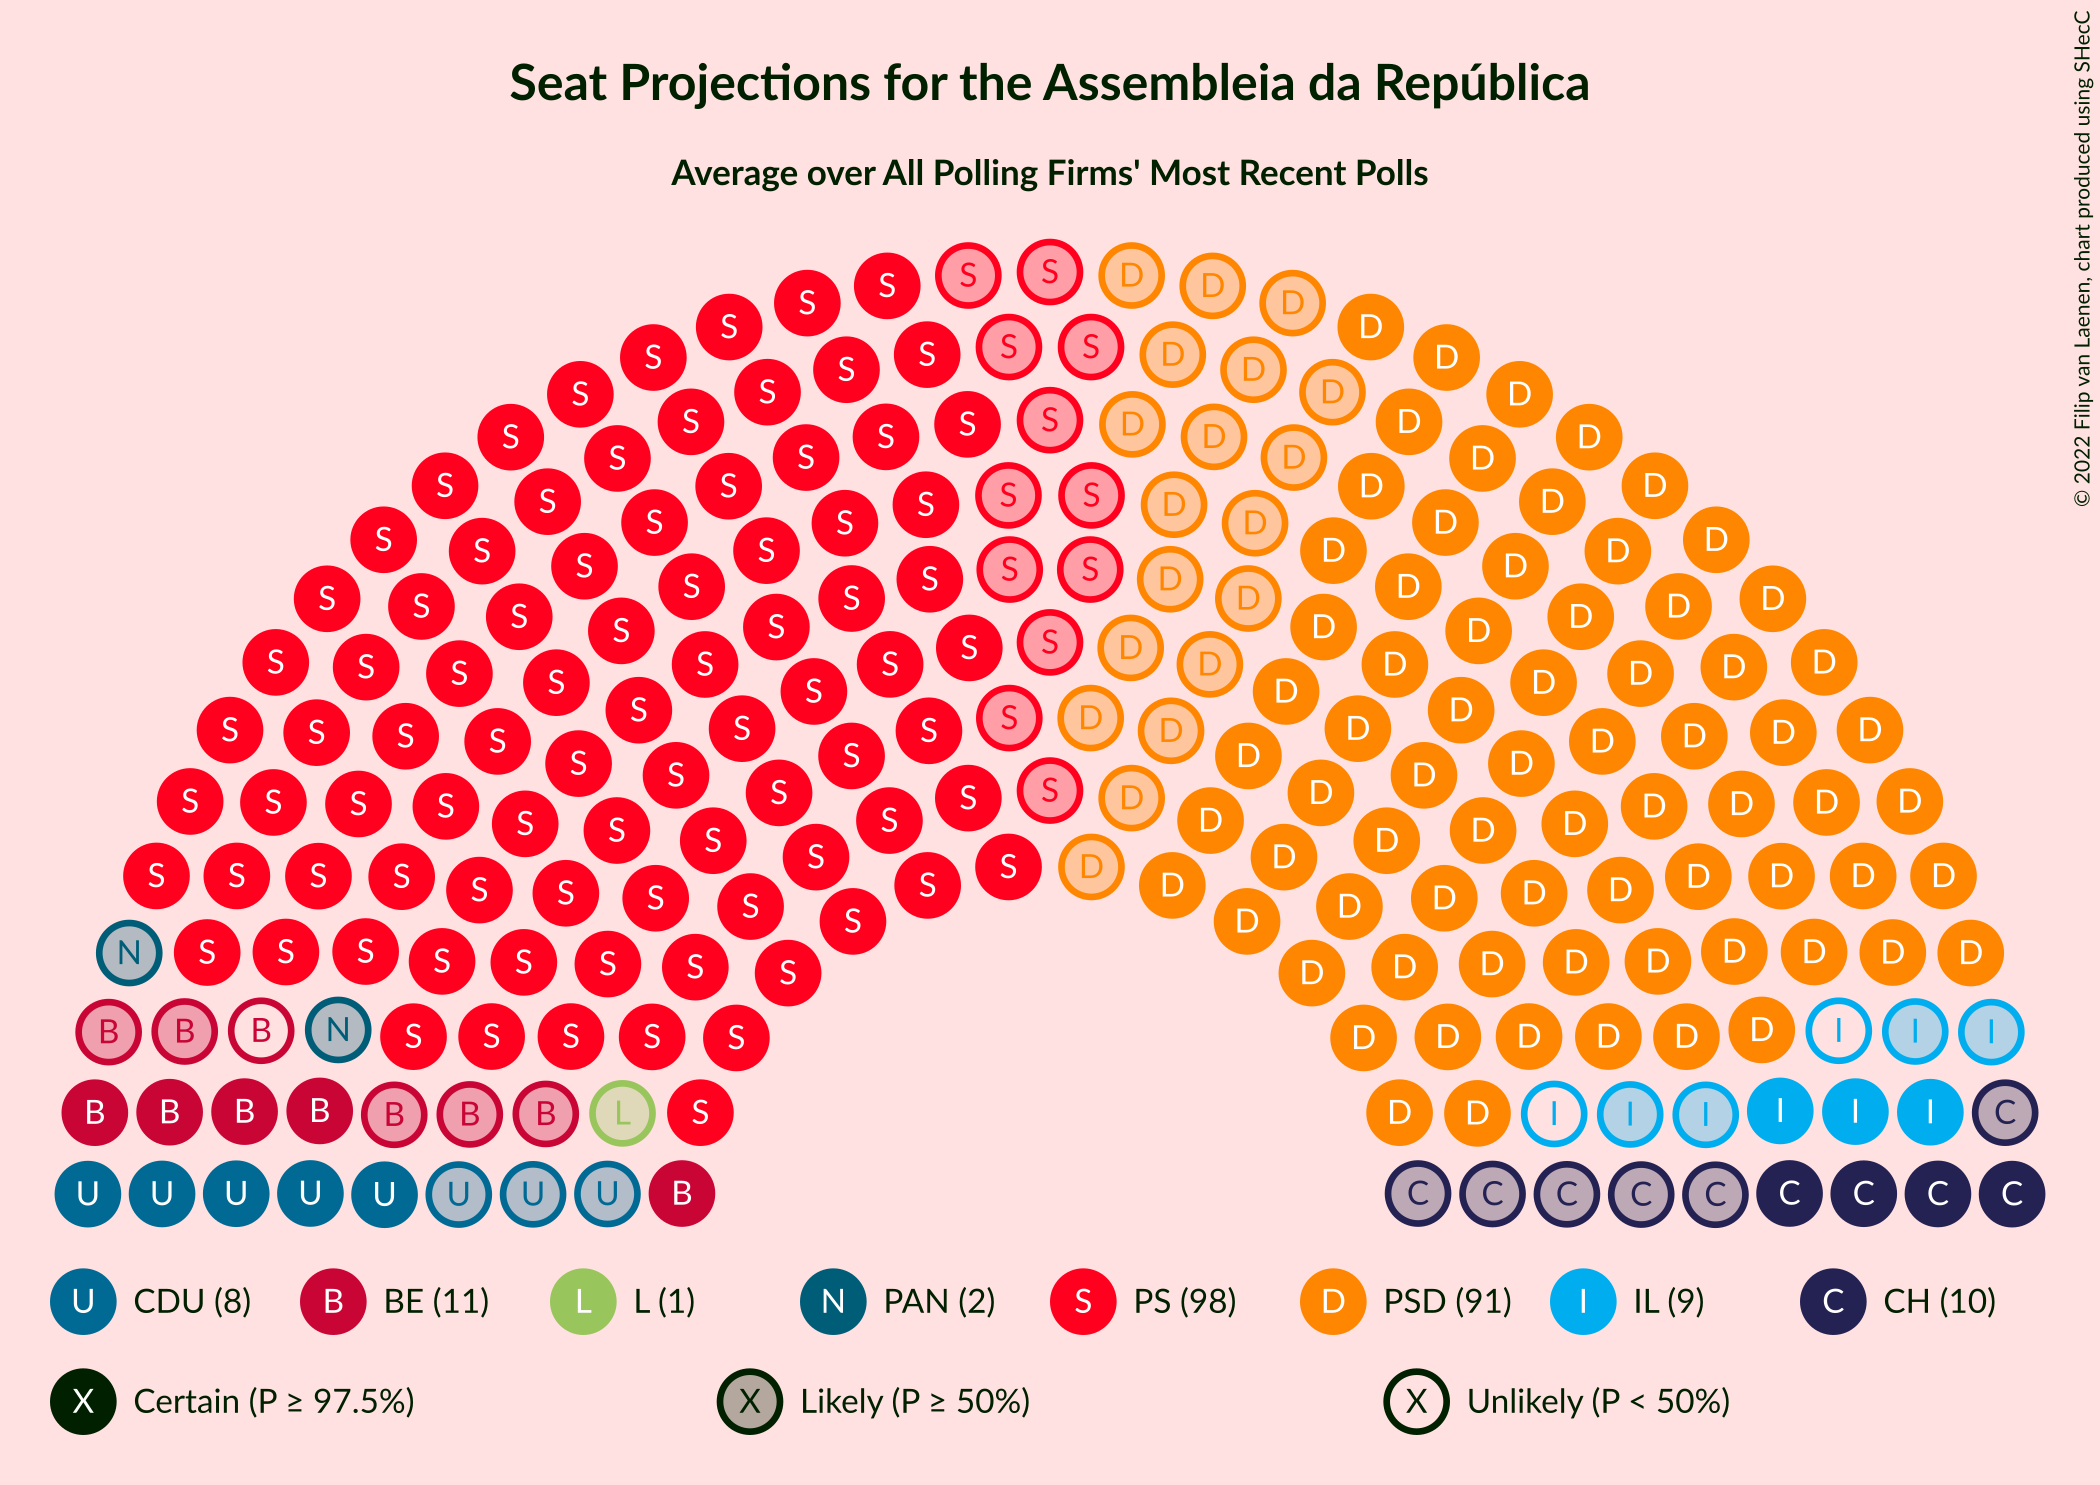 Seat Projections for the Assembleia da República
Average over All Polling Firms' Most Recent Polls
© 2022 Filip van Laenen, chart produced using SHecC
S S S S S D D D D
S S S S S S D D D D D
S S S S S S D D D D D
S S S S S S D D D D D
S S S S S S D D D D D
S S S S S S D D D D D
U CDU (8) B BE (11) L L (1) N PAN (2) S PS (98) D PSD (91) I IL (9) C CH (10)
X Certain (P ≥ 97.5%) X Likely (P ≥ 50%) X Unlikely (P < 50%)